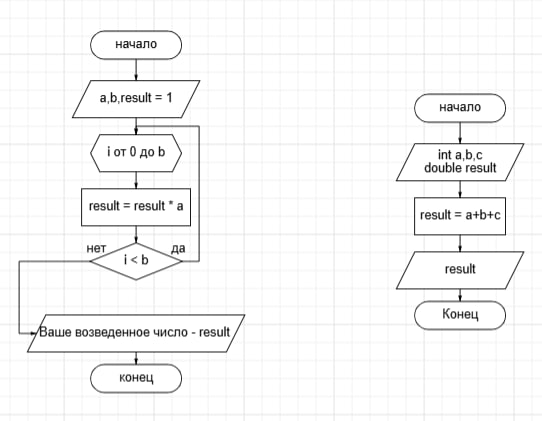 начало
a,b,result = 1
i от 0 до b
result = result * a
нет
да
i < b
Ваше возведенное число - result
конец
начало
int a,b,c
double result
result = a+b+c
result
Конец